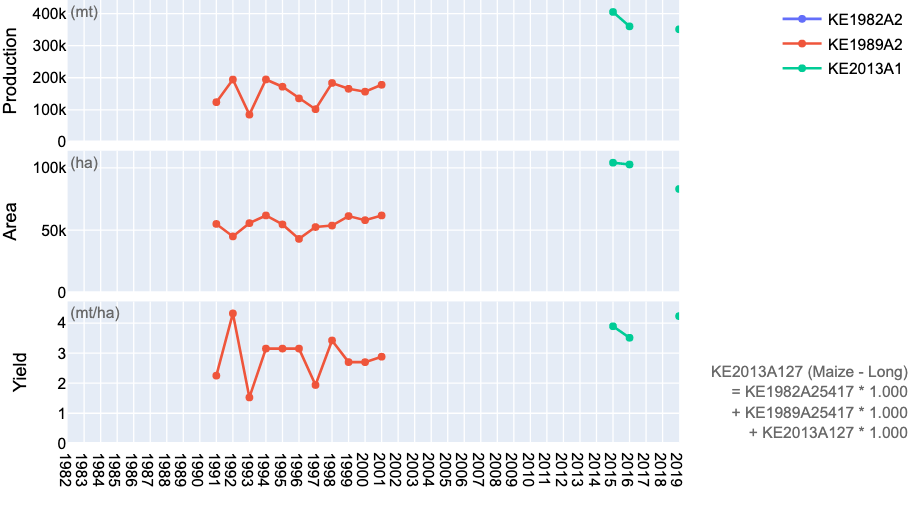 Production
(mt)
400k
300k
200k
100k
0
KE1982A2
KE1989A2
KE2013A1
Area
(ha)
100k
50k
0
Yield
(mt/ha)
4
3
2
1
0
KE2013A127 (Maize - Long)
= KE1982A25417 * 1.000
+ KE1989A25417 * 1.000
+ KE2013A127 * 1.000
1982
1983
1984
1985
1986
1987
1988
1989
1990
1991
1992
1993
1994
1995
1996
1997
1998
1999
2000
2001
2002
2003
2004
2005
2006
2007
2008
2009
2010
2011
2012
2013
2014
2015
2016
2017
2018
2019